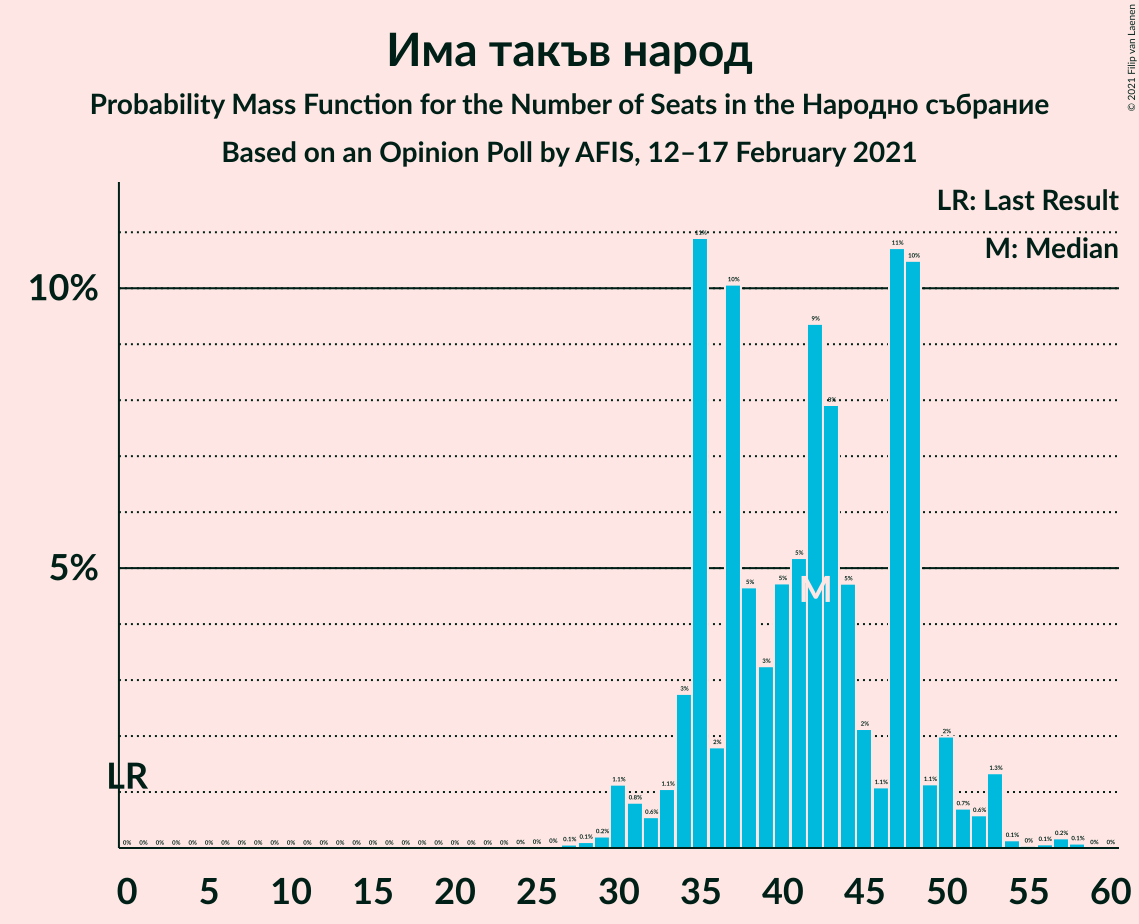 Има такъв народ
Probability Mass Function for the Number of Seats in the Народно събрание
Based on an Opinion Poll by AFIS, 12–17 February 2021
© 2021 Filip van Laenen
LR: Last Result
M: Median
10%
5%
LR
M
0% 0% 0% 0% 0% 0% 0% 0% 0% 0% 0% 0% 0% 0% 0% 0% 0% 0% 0% 0% 0% 0% 0% 0% 0% 0% 0% 0.1% 0.1% 0.2% 1.1% 0.8% 0.6% 1.1% 3% 11% 2% 10% 5% 3% 5% 5% 9% 8% 5% 2% 1.1% 11% 10% 1.1% 2% 0.7% 0.6% 1.3% 0.1% 0% 0.1% 0.2% 0.1% 0% 0%
0 5 10 15 20 25 30 35 40 45 50 55 60